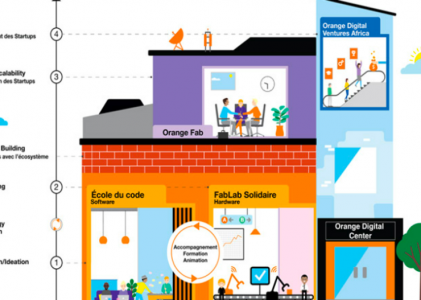 Orange Digital
Ventures Africa
4
nt des Startups
3
calability
n des Startups
Orange Fab
Building
s avec l'écosystème
2
École du code
Software
FabLab Solidaire
Hardware
A
B
Accompagnement
Formation
Animation
Orange Digital
Center
1
n/Ideation